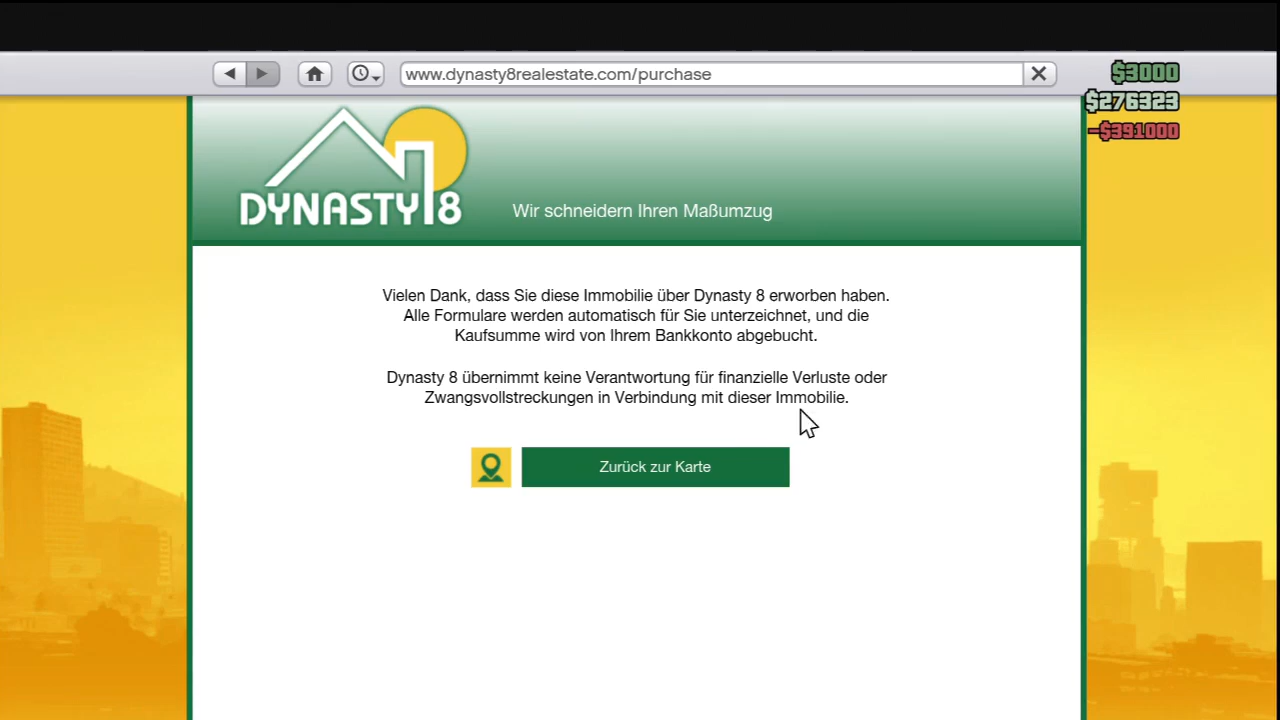 www.dynasty8realestate.com/purchase
$3000
$276323
-$391000
DYNASTY 8
Wir schneidern Ihren Maßumzug
Vielen Dank, dass Sie diese Immobilie über Dynasty 8 erworben haben.
Alle Formulare werden automatisch für Sie unterzeichnet, und die
Kaufsumme wird von Ihrem Bankkonto abgebucht.
Dynasty 8 übernimmt keine Verantwortung für finanzielle Verluste oder
Zwangsvollstreckungen in Verbindung mit dieser Immobilie.
Zurück zur Karte